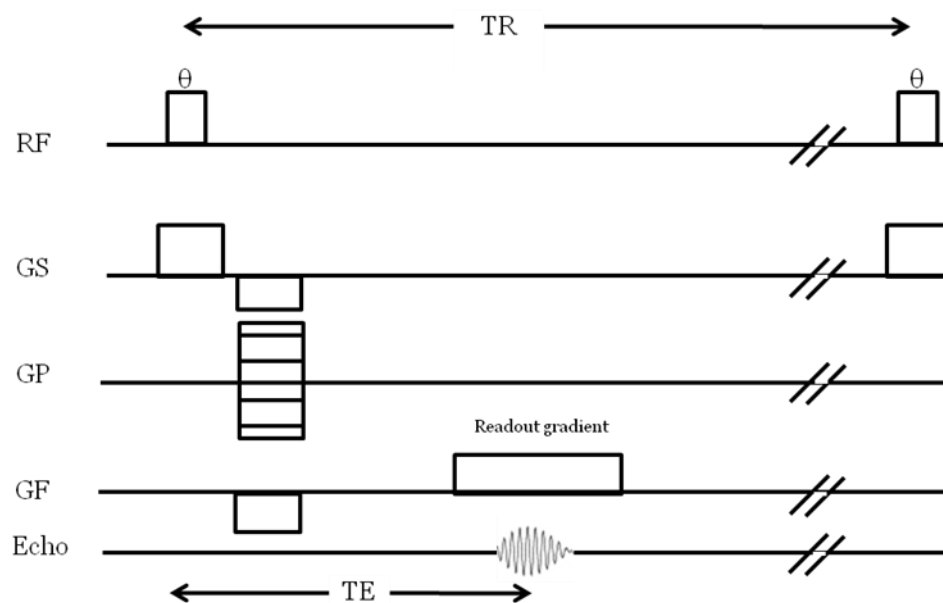 TR
θ θ
RF
GS
GP
Readout gradient
GF
Echo
TE